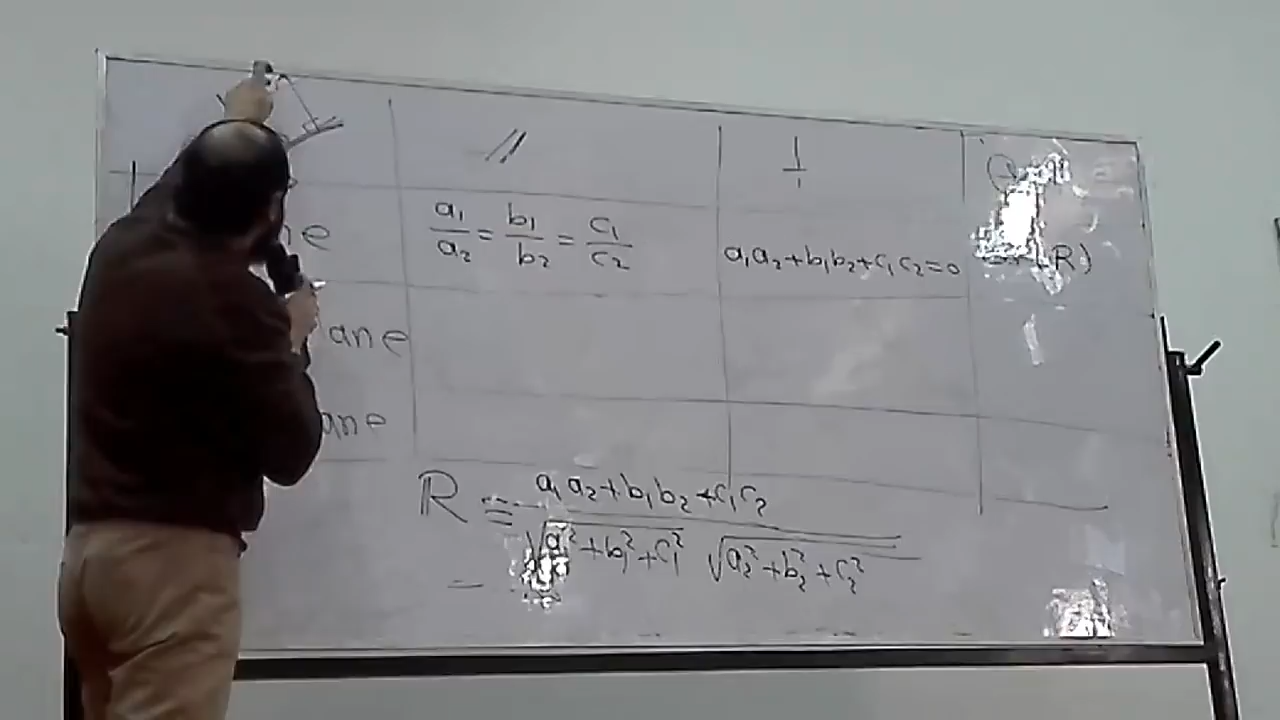 // ⊥
ne a₁/a₂ = b₁/b₂ = c₁/c₂ a₁a₂+b₁b₂+c₁c₂=0 R)
ane
ane
R = (a₁a₂+b₁b₂+c₁c₂)/(√(a₁²+b₁²+c₁²) √(a₂²+b₂²+c₂²))